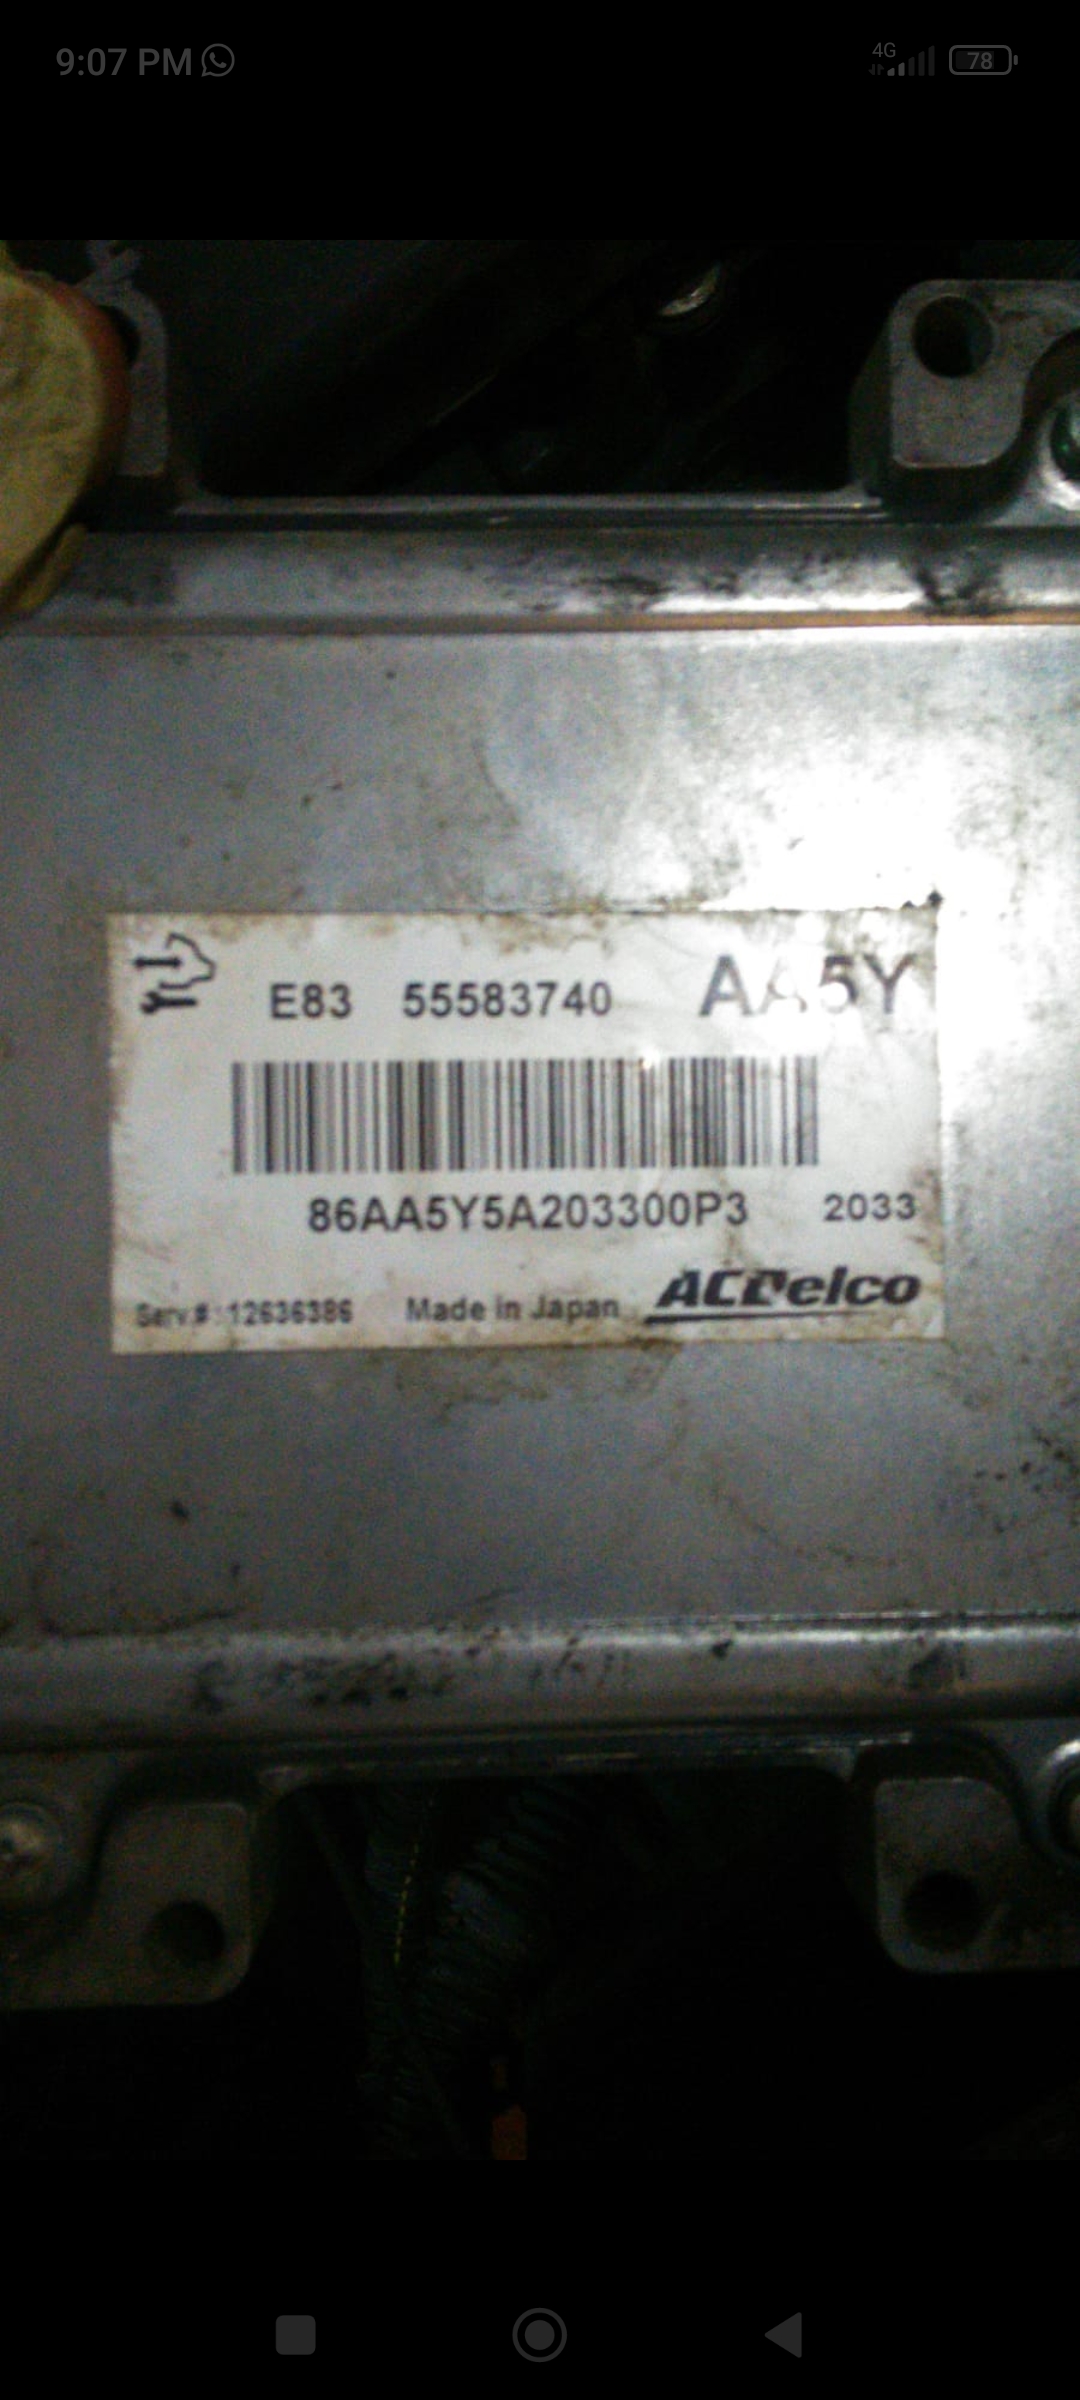 9:07 PM
4G
78
E83 55583740 AA5Y
86AA5Y5A203300P3 2033
Serv.#:12636386 Made in Japan ACDelco